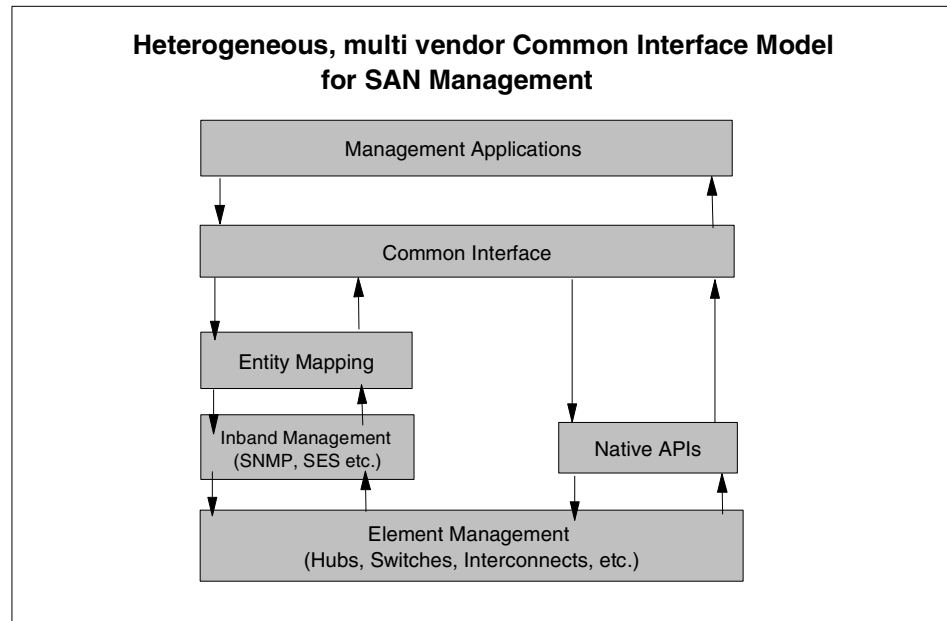 Heterogeneous, multi vendor Common Interface Model
for SAN Management
Management Applications
Common Interface
Entity Mapping
Inband Management
(SNMP, SES etc.)
Native APIs
Element Management
(Hubs, Switches, Interconnects, etc.)